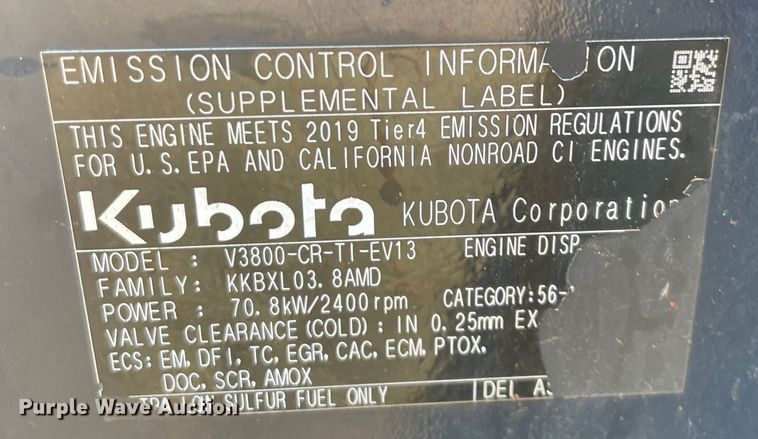 EMISSION CONTROL INFORMA ION
(SUPPLEMENTAL LABEL)
THIS ENGINE MEETS 2019 Tier4 EMISSION REGULATIONS
FOR U.S.EPA AND CALIFORNIA NONROAD CI ENGINES.
Kubota KUBOTA Corporation
MODEL : V3800-CR-TI-EV13 ENGINE DISP
FAMILY: KKBXL03.8AMD
POWER : 70.8kW/2400rpm CATEGORY:56-
VALVE CLEARANCE(COLD): IN 0.25mm EX
ECS: EM, DFI, TC, EGR, CAC, ECM, PTOX,
DOC, SCR, AMOX
LOW SULFUR FUEL ONLY
Purple Wave Auction